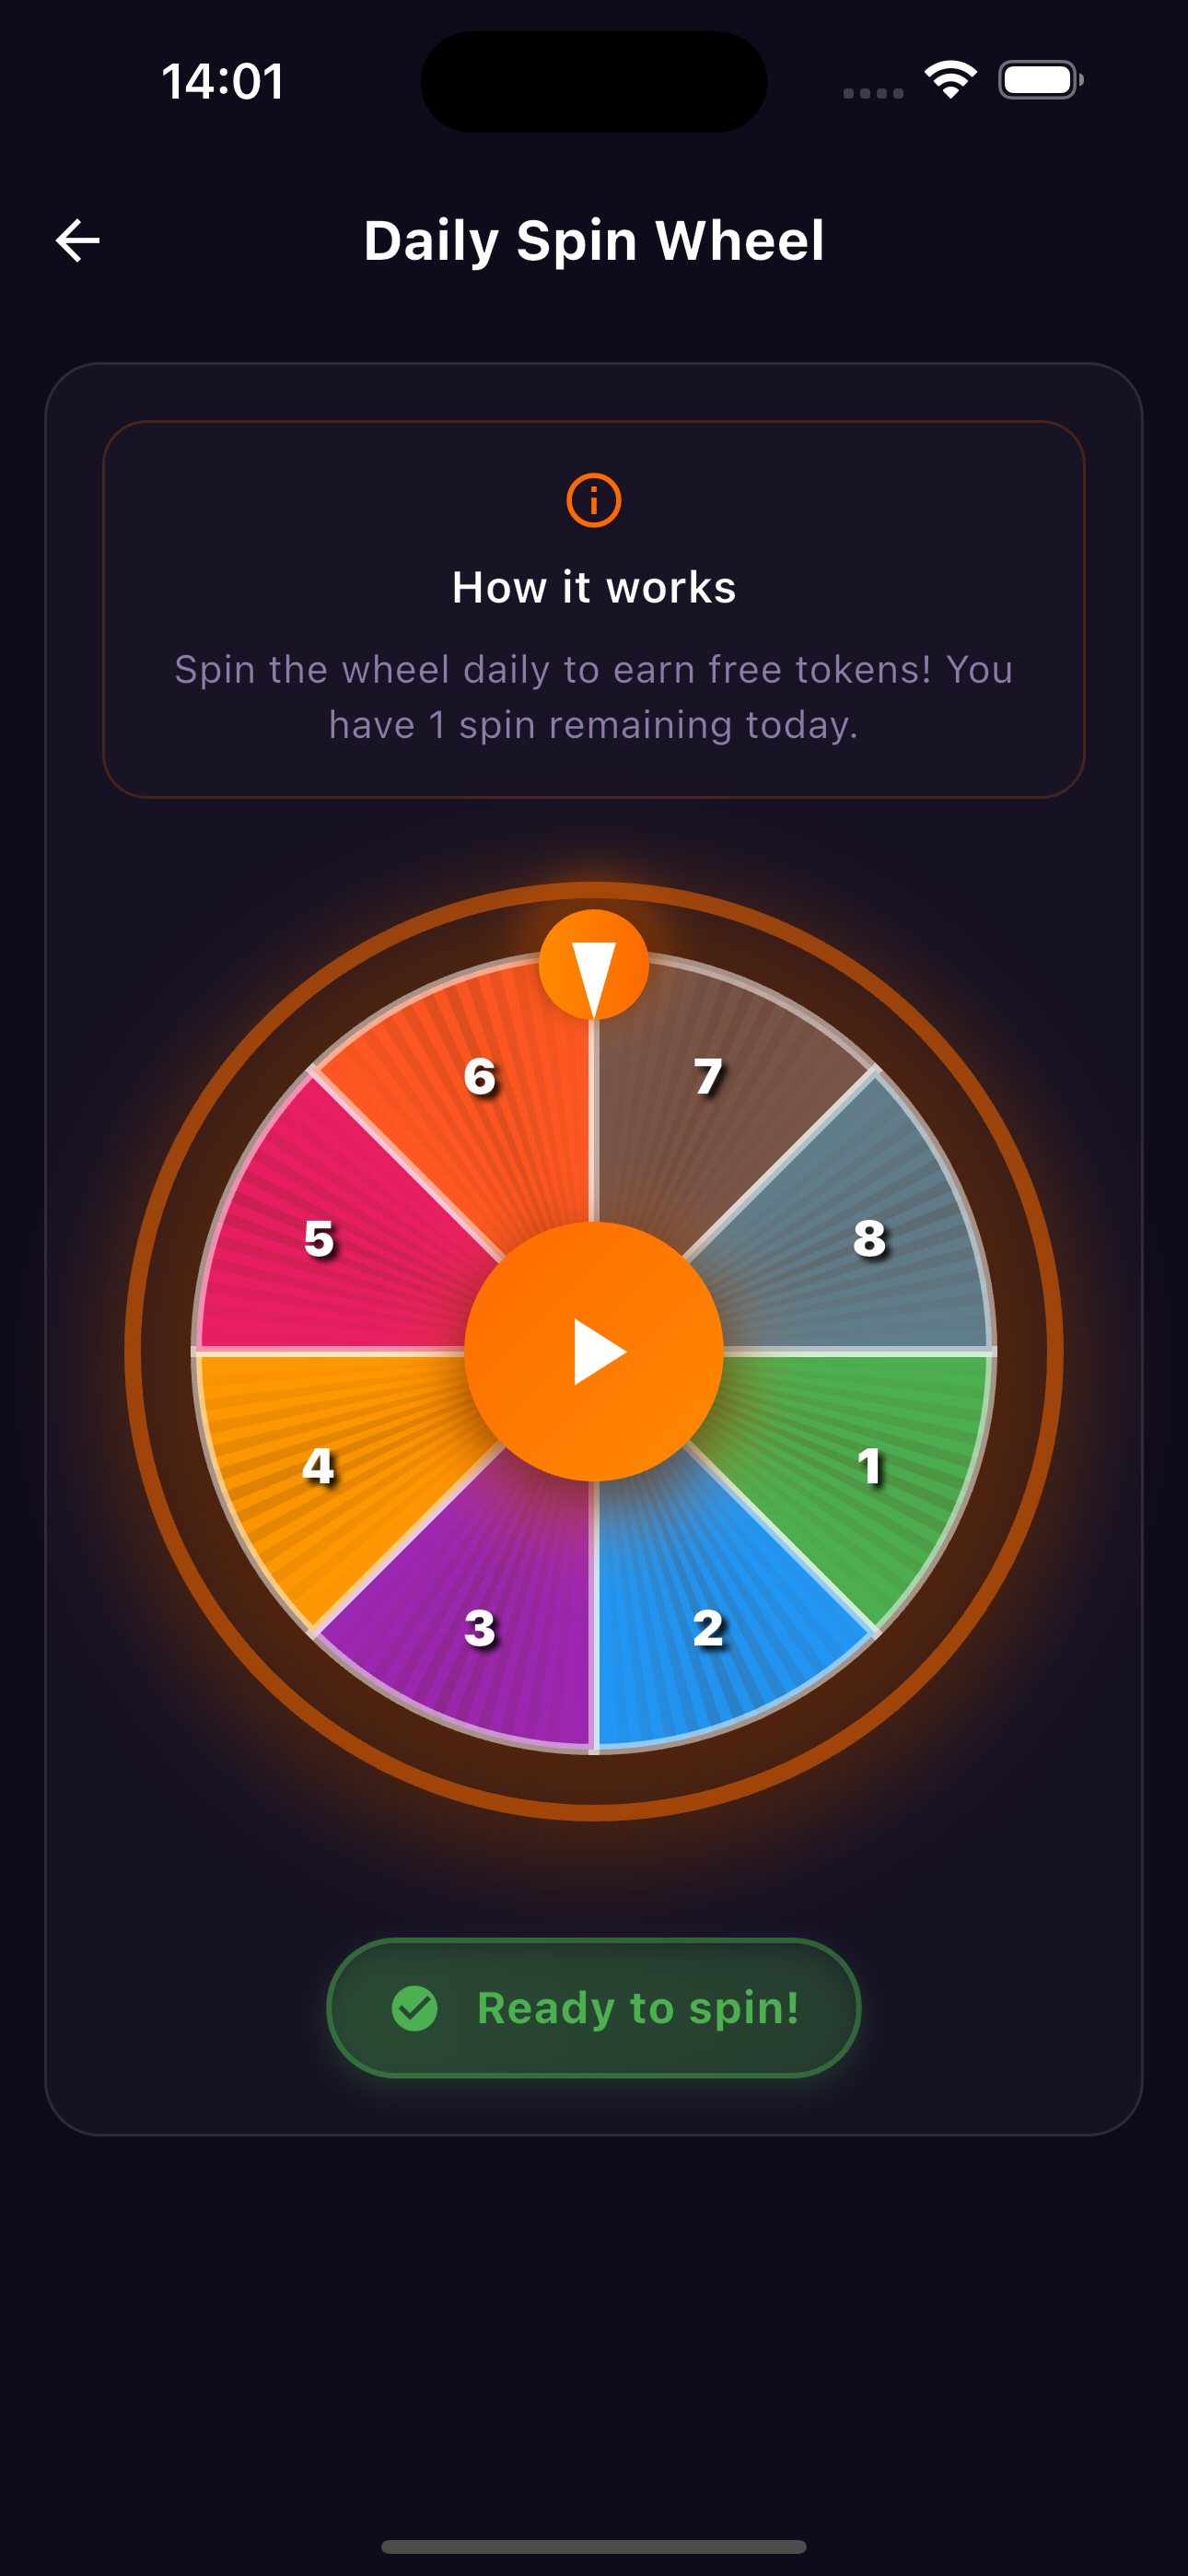 14:01
Daily Spin Wheel
How it works
Spin the wheel daily to earn free tokens! You
have 1 spin remaining today.
6 7
5 8
4 1
3 2
Ready to spin!